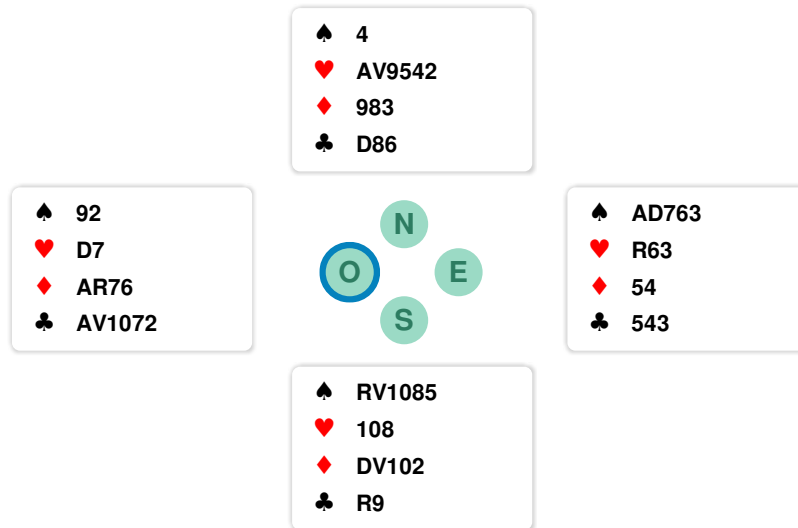 ♠ 4
♥ AV9542
♦ 983
♣ D86
♠ 92
♥ D7
♦ AR76
♣ AV1072
N
O E
S
♠ AD763
♥ R63
♦ 54
♣ 543
♠ RV1085
♥ 108
♦ DV102
♣ R9